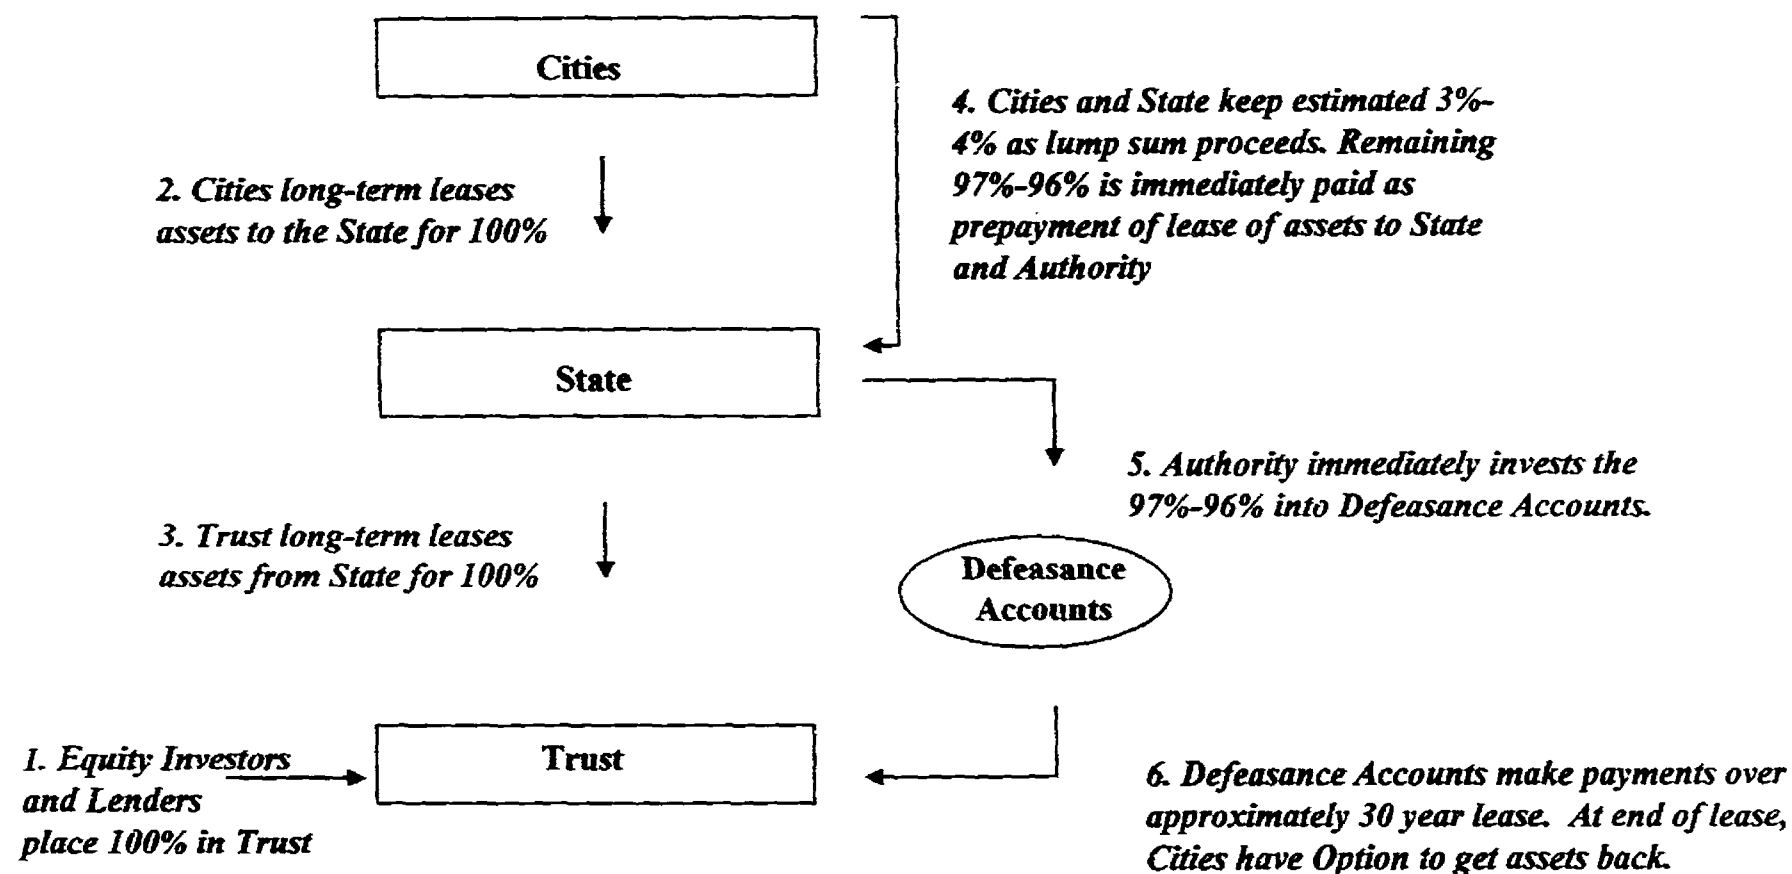 Cities
4. Cities and State keep estimated 3%-
4% as lump sum proceeds. Remaining
97%-96% is immediately paid as
prepayment of lease of assets to State
and Authority
2. Cities long-term leases
assets to the State for 100%
State
5. Authority immediately invests the
97%-96% into Defeasance Accounts.
3. Trust long-term leases
assets from State for 100%
Defeasance
Accounts
1. Equity Investors
and Lenders
place 100% in Trust
Trust
6. Defeasance Accounts make payments over
approximately 30 year lease. At end of lease,
Cities have Option to get assets back.